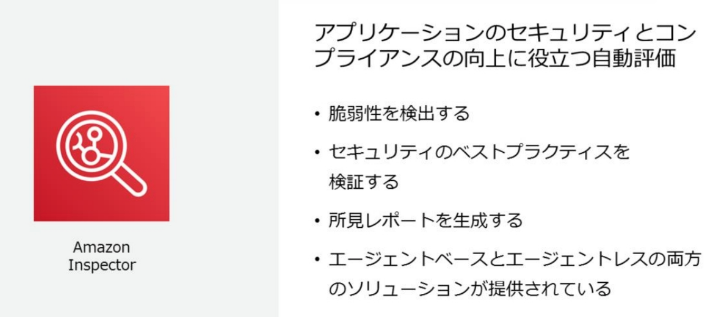 アプリケーションのセキュリティとコン
プライアンスの向上に役立つ自動評価
• 脆弱性を検出する
• セキュリティのベストプラクティスを
検証する
• 所見レポートを生成する
• エージェントベースとエージェントレスの両方
のソリューションが提供されている
Amazon
Inspector